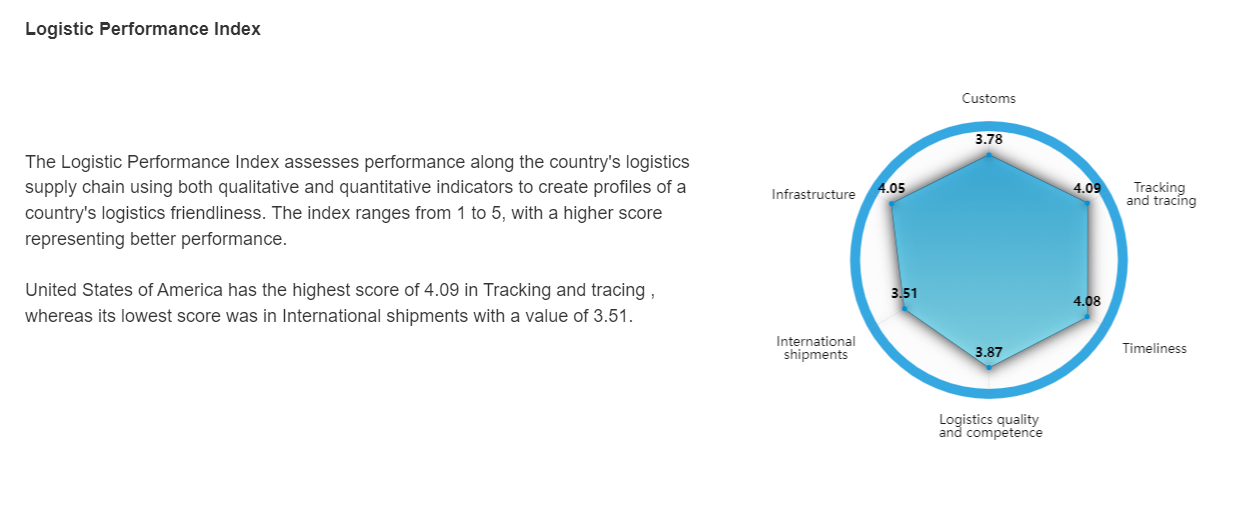 Logistic Performance Index
The Logistic Performance Index assesses performance along the country's logistics
supply chain using both qualitative and quantitative indicators to create profiles of a
country's logistics friendliness. The index ranges from 1 to 5, with a higher score
representing better performance.
United States of America has the highest score of 4.09 in Tracking and tracing ,
whereas its lowest score was in International shipments with a value of 3.51.
Customs
3.78
Infrastructure
4.05
4.09
Tracking
and tracing
3.51
4.08
International
shipments
3.87
Timeliness
Logistics quality
and competence